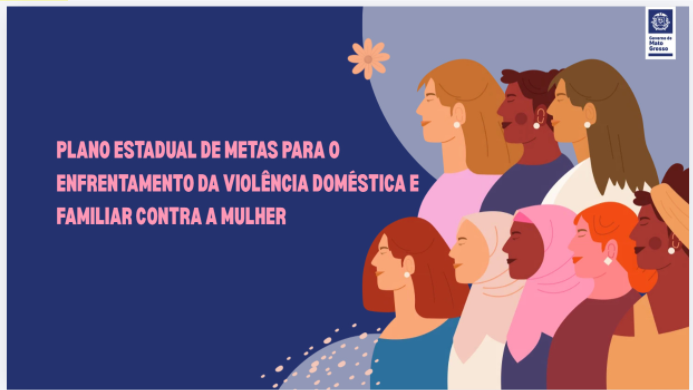 PLANO ESTADUAL DE METAS PARA O
ENFRENTAMENTO DA VIOLÊNCIA DOMÉSTICA E
FAMILIAR CONTRA A MULHER
Governo de
Mato
Grosso